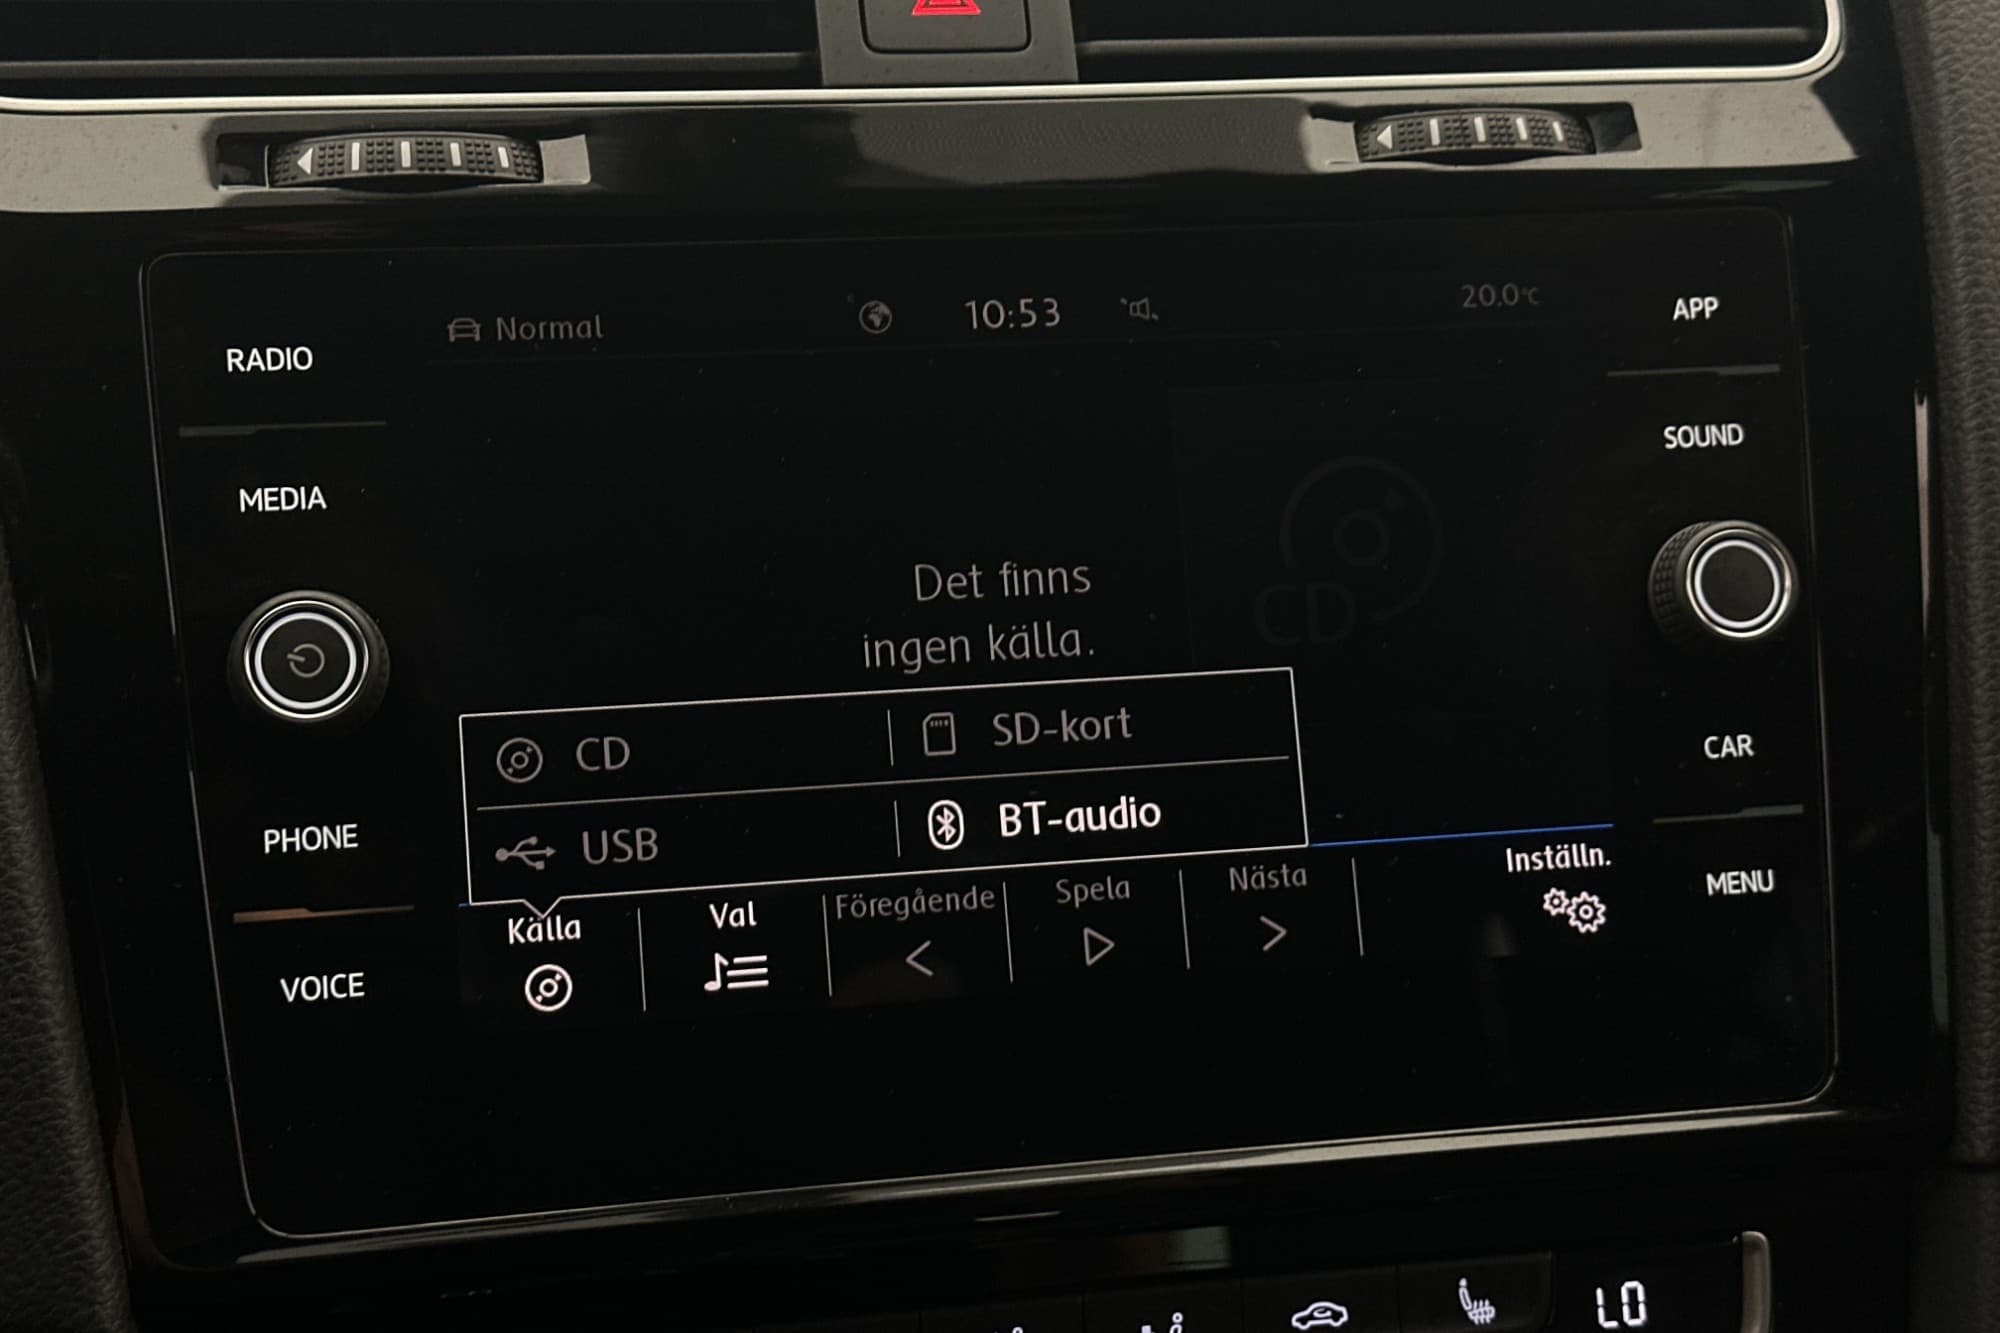 Normal
10:53
20.0°C
APP
RADIO
SOUND
MEDIA
Det finns
ingen källa.
CD
CD
SD-kort
USB
BT-audio
CAR
PHONE
MENU
Källa
Val
Föregående
Spela
Nästa
Inställn.
VOICE
LO